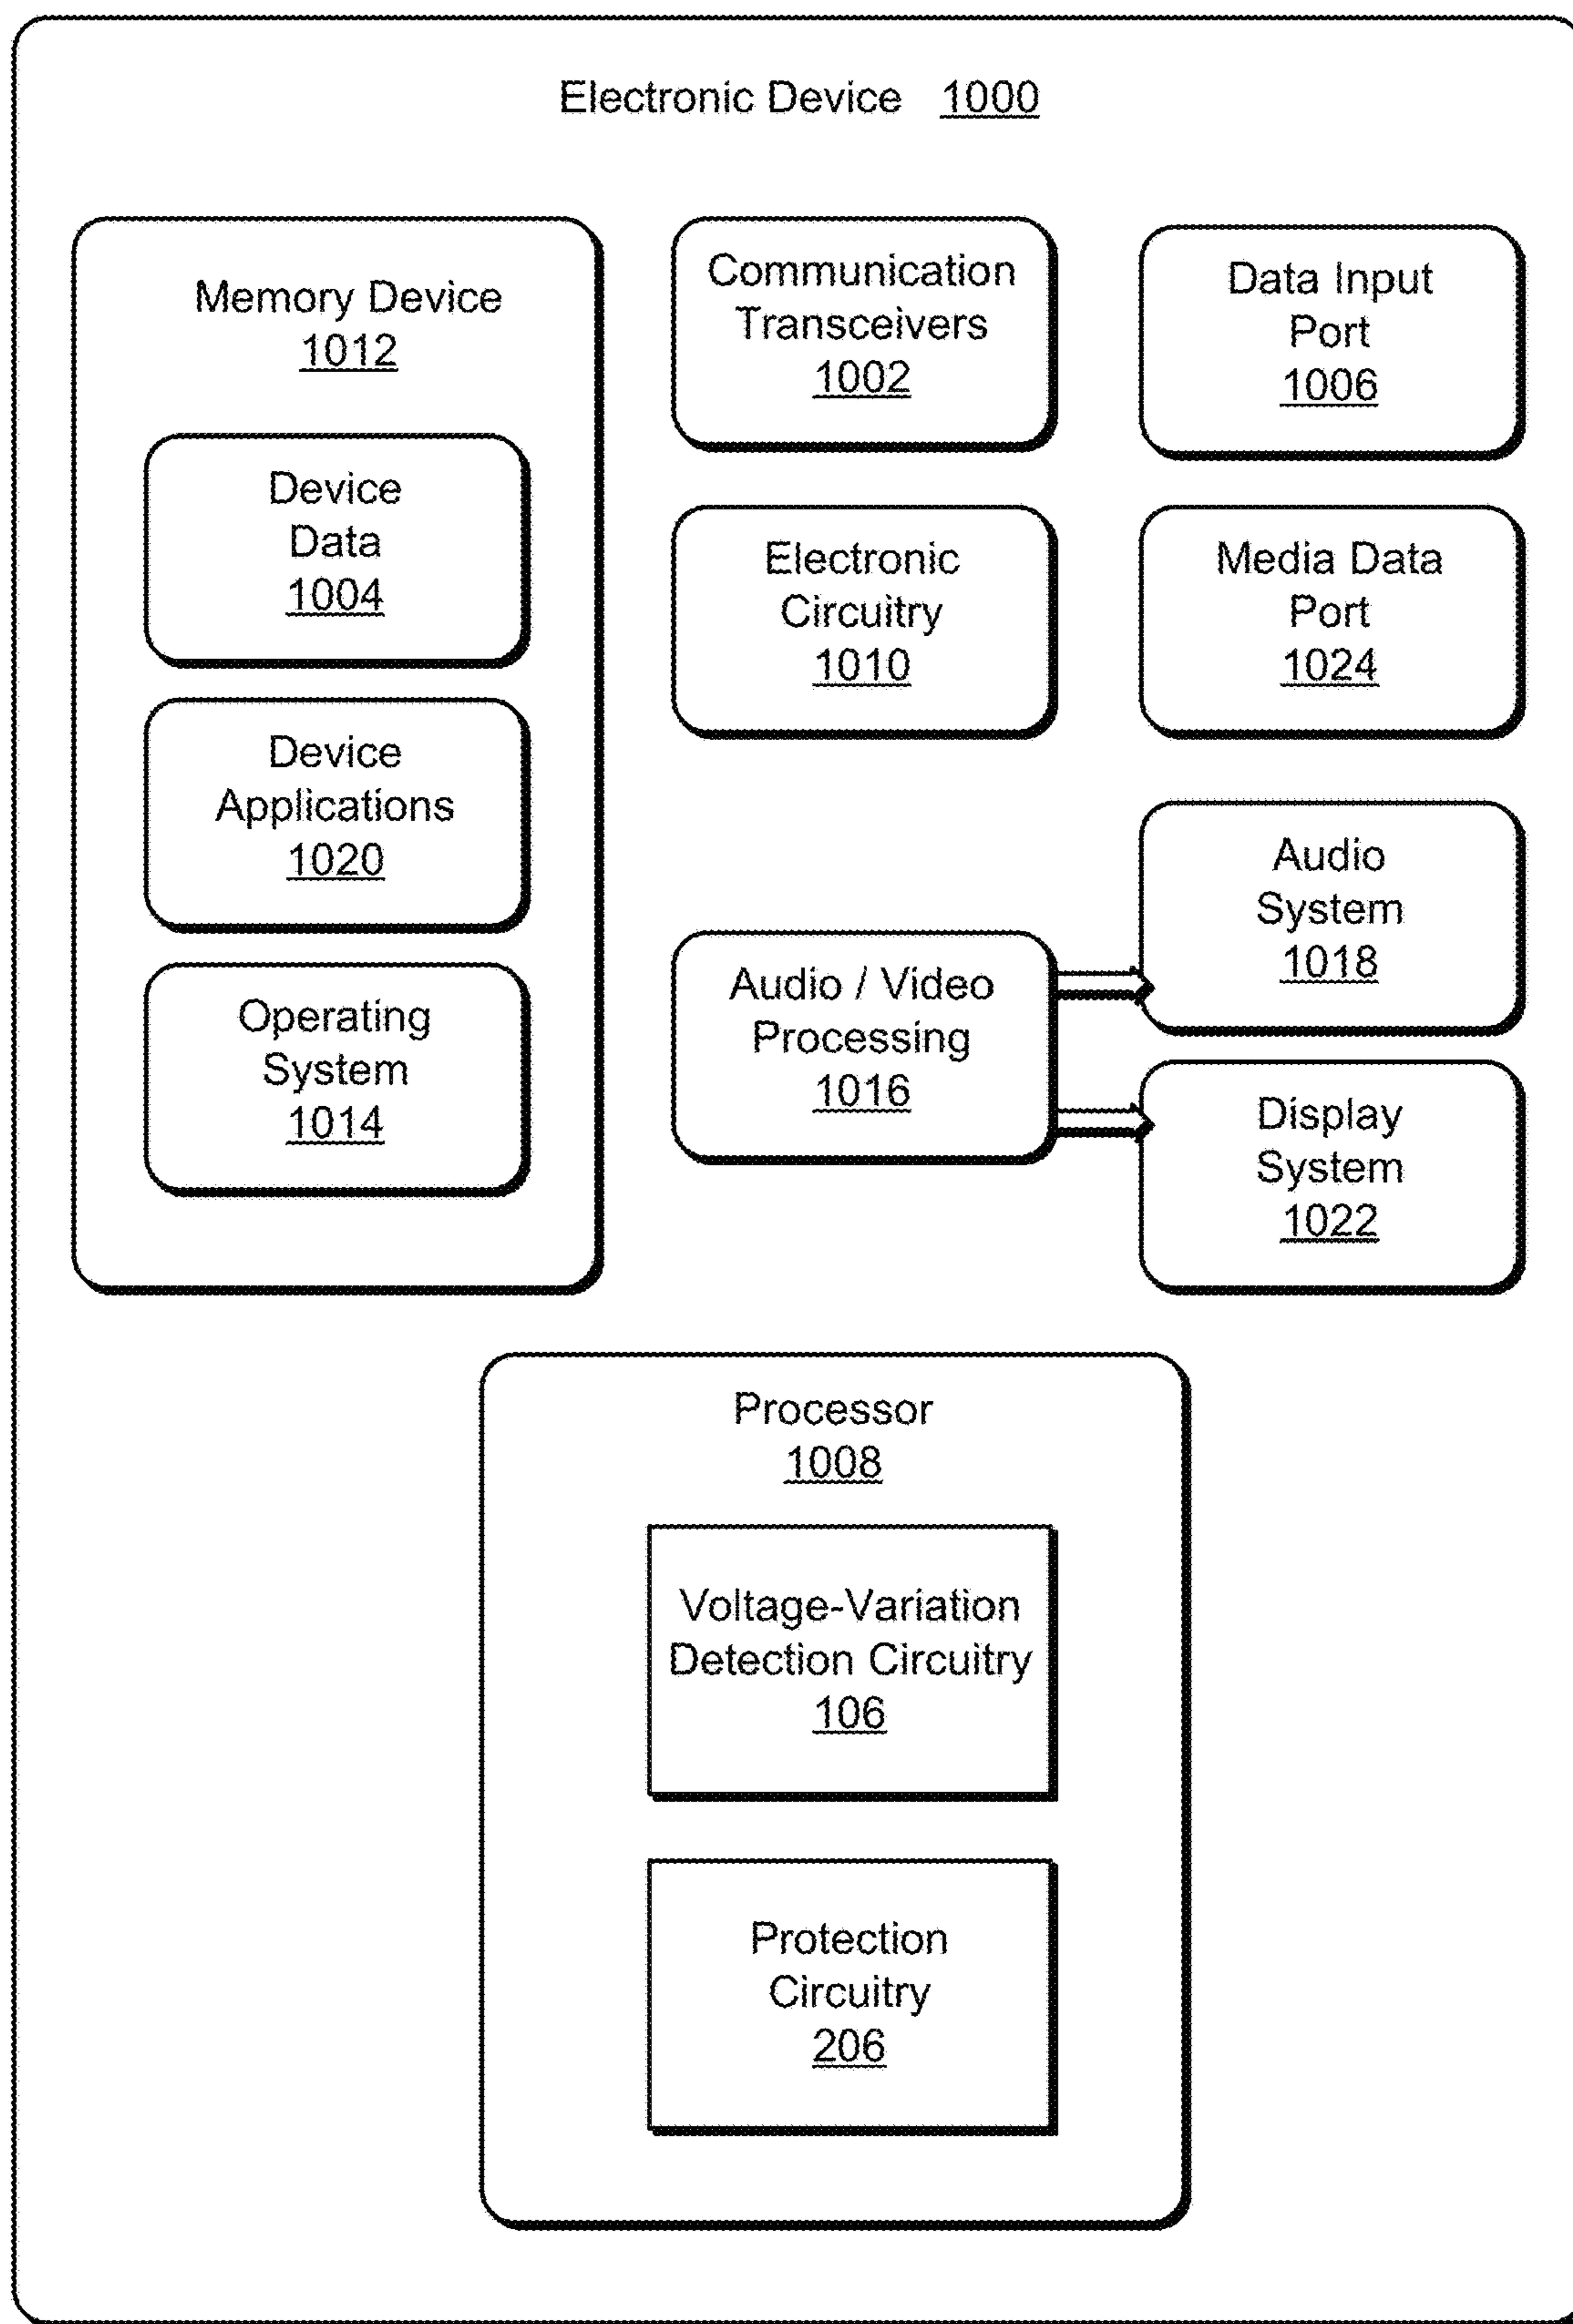 Electronic Device 1000
Memory Device
1012
Device
Data
1004
Device
Applications
1020
Operating
System
1014
Communication
Transceivers
1002
Data Input
Port
1006
Electronic
Circuitry
1010
Media Data
Port
1024
Audio / Video
Processing
1016
Audio
System
1018
Display
System
1022
Processor
1008
Voltage-Variation
Detection Circuitry
106
Protection
Circuitry
206